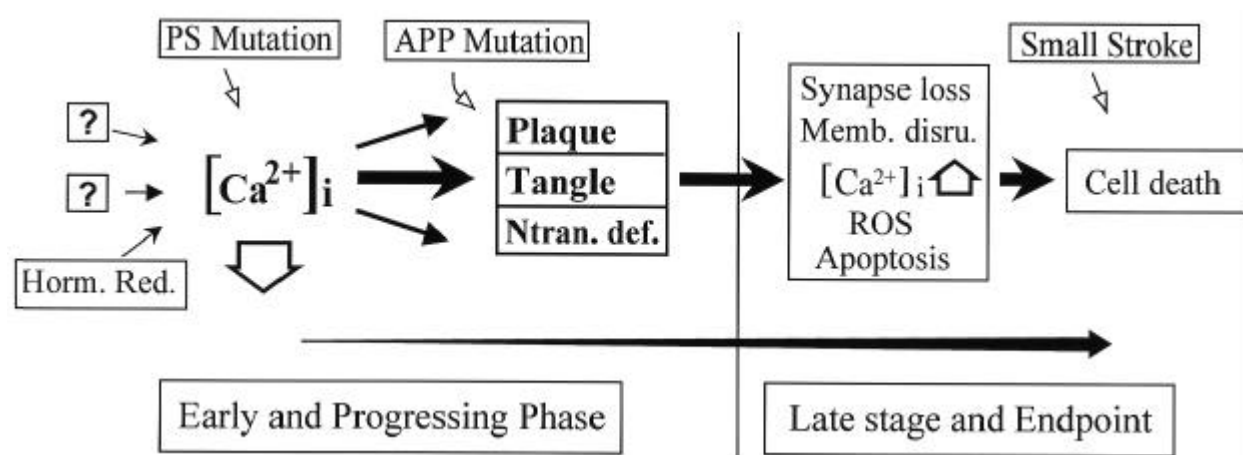 PS Mutation
APP Mutation
Small Stroke
?
?
Horm. Red.
[Ca²⁺]i
Plaque
Tangle
Ntran. def.
Synapse loss
Memb. disru.
[Ca²⁺]i
ROS
Apoptosis
Cell death
Early and Progressing Phase
Late stage and Endpoint